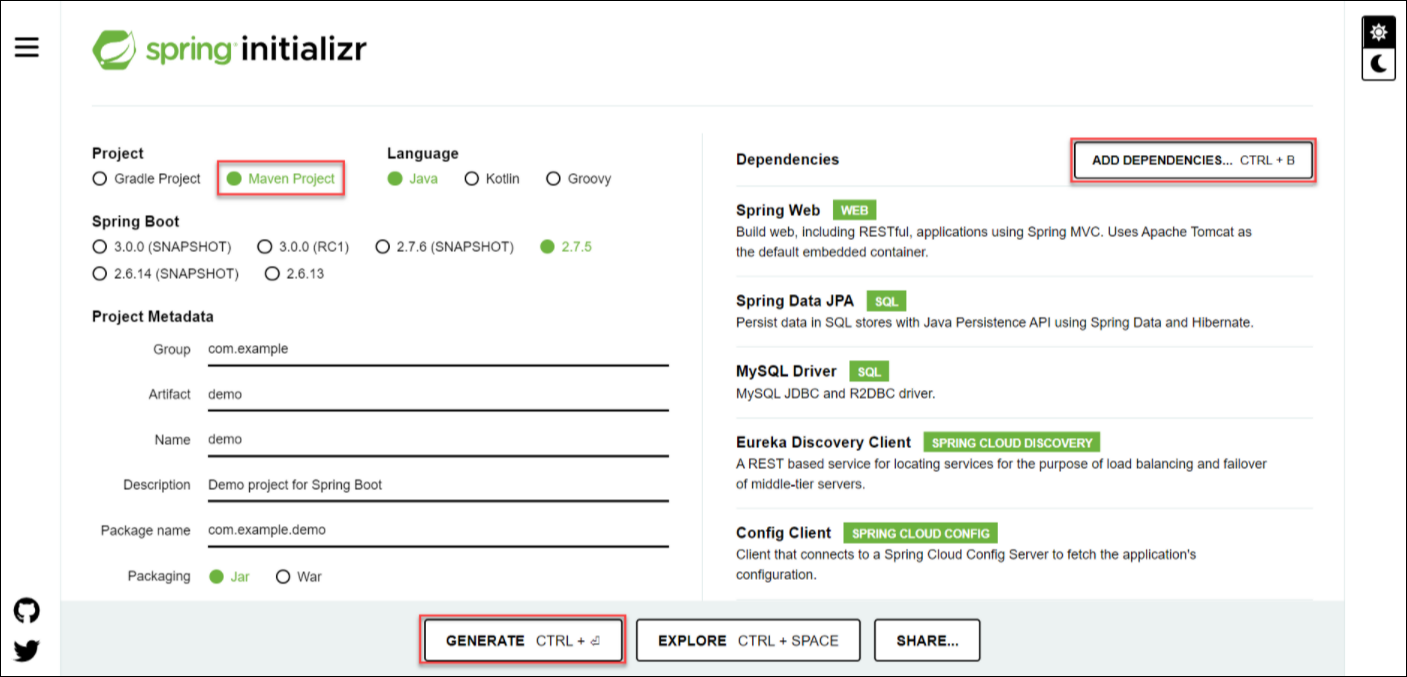 spring initializr
Project
Gradle Project Maven Project
Language
Java Kotlin Groovy
Spring Boot
3.0.0 (SNAPSHOT) 3.0.0 (RC1) 2.7.6 (SNAPSHOT) 2.7.5
2.6.14 (SNAPSHOT) 2.6.13
Project Metadata
Group com.example
Artifact demo
Name demo
Description Demo project for Spring Boot
Package name com.example.demo
Packaging Jar War
Dependencies
ADD DEPENDENCIES... CTRL + B
Spring Web WEB
Build web, including RESTful, applications using Spring MVC. Uses Apache Tomcat as
the default embedded container.
Spring Data JPA SQL
Persist data in SQL stores with Java Persistence API using Spring Data and Hibernate.
MySQL Driver SQL
MySQL JDBC and R2DBC driver.
Eureka Discovery Client SPRING CLOUD DISCOVERY
A REST based service for locating services for the purpose of load balancing and failover
of middle-tier servers.
Config Client SPRING CLOUD CONFIG
Client that connects to a Spring Cloud Config Server to fetch the application's
configuration.
GENERATE CTRL + ⏎
EXPLORE CTRL + SPACE
SHARE...